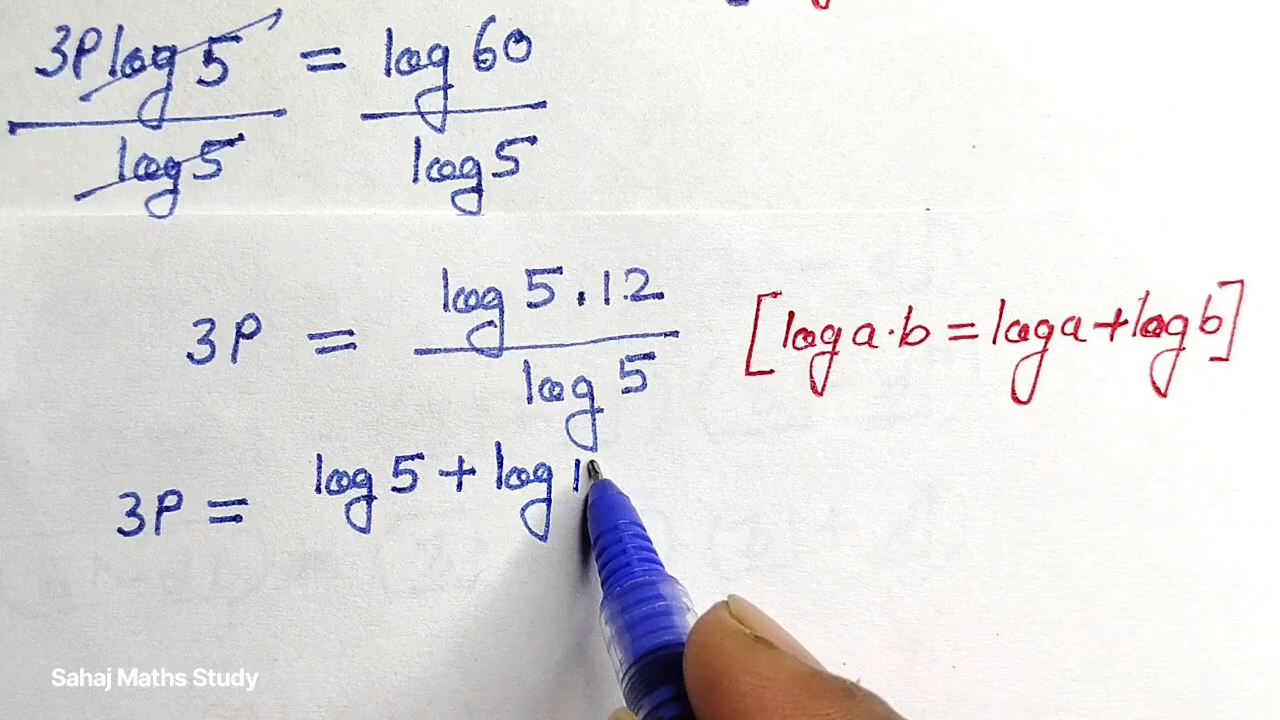 3P log 5 = log 60
log 5 log 5
3P = log 5.12 [log a·b = log a + log b]
log 5
3P = log 5 + log 1
Sahaj Maths Study